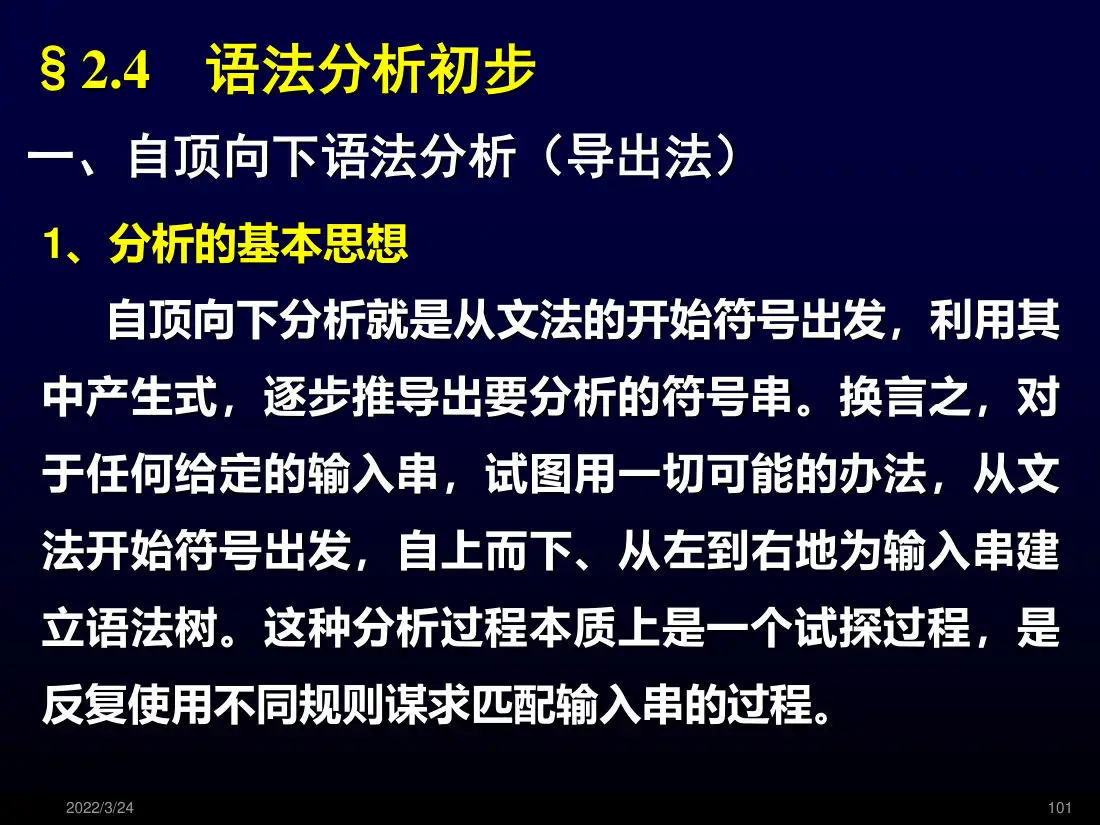 §2.4 语法分析初步
一、自顶向下语法分析（导出法）
1、分析的基本思想
自顶向下分析就是从文法的开始符号出发，利用其
中产生式，逐步推导出要分析的符号串。换言之，对
于任何给定的输入串，试图用一切可能的办法，从文
法开始符号出发，自上而下、从左到右地为输入串建
立语法树。这种分析过程本质上是一个试探过程，是
反复使用不同规则谋求匹配输入串的过程。
2022/3/24
101